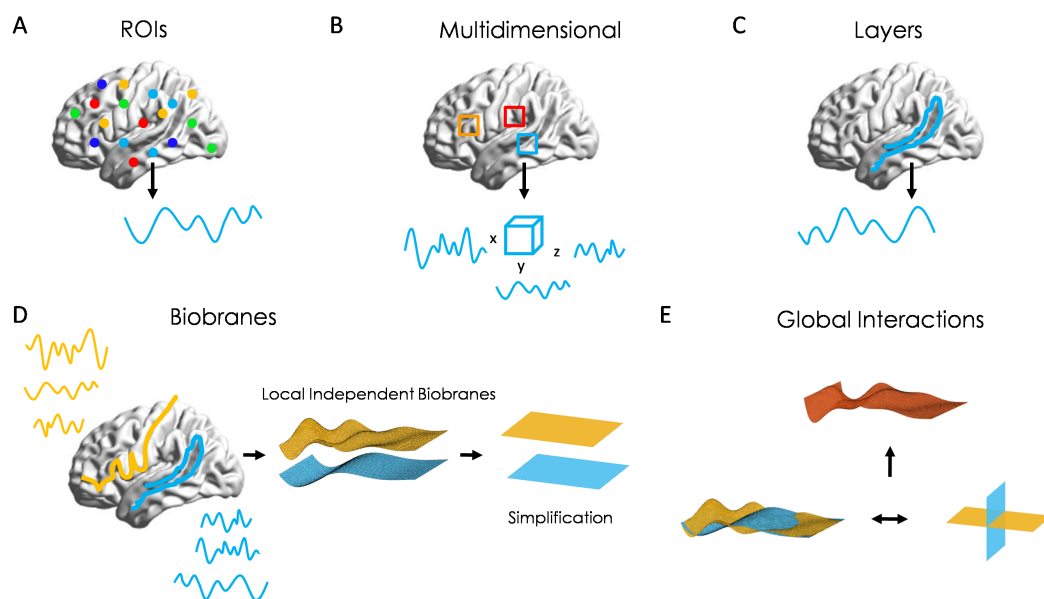 A
ROIs
B
Multidimensional
C
Layers
x
z
y
D
Biobranes
E
Global Interactions
Local Independent Biobranes
Simplification